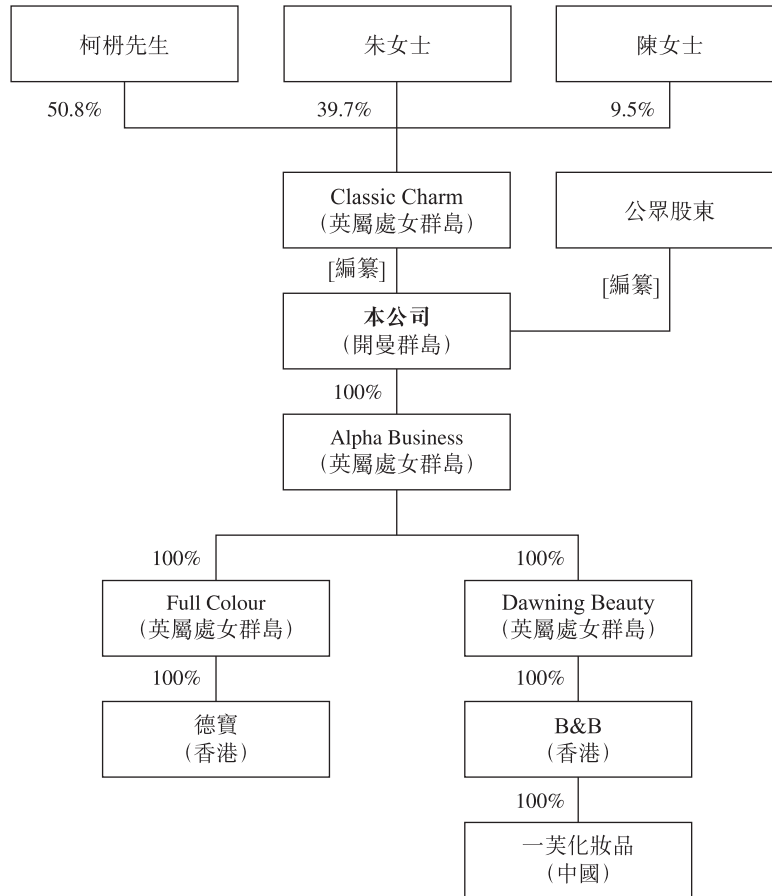 柯枬先生
朱女士
陳女士
50.8%
39.7%
9.5%
Classic Charm
(英屬處女群島)
公眾股東
[編纂]
[編纂]
本公司
(開曼群島)
100%
Alpha Business
(英屬處女群島)
100%
100%
Full Colour
(英屬處女群島)
Dawning Beauty
(英屬處女群島)
100%
100%
德寶
(香港)
B&B
(香港)
100%
一芙化妝品
(中國)